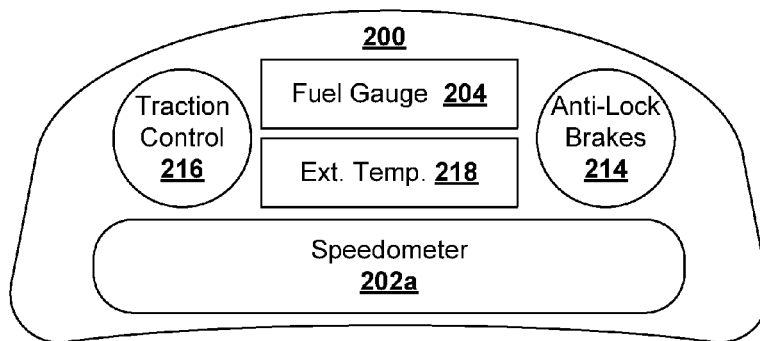 200
Traction
Control
216
Fuel Gauge 204
Ext. Temp. 218
Anti-Lock
Brakes
214
Speedometer
202a